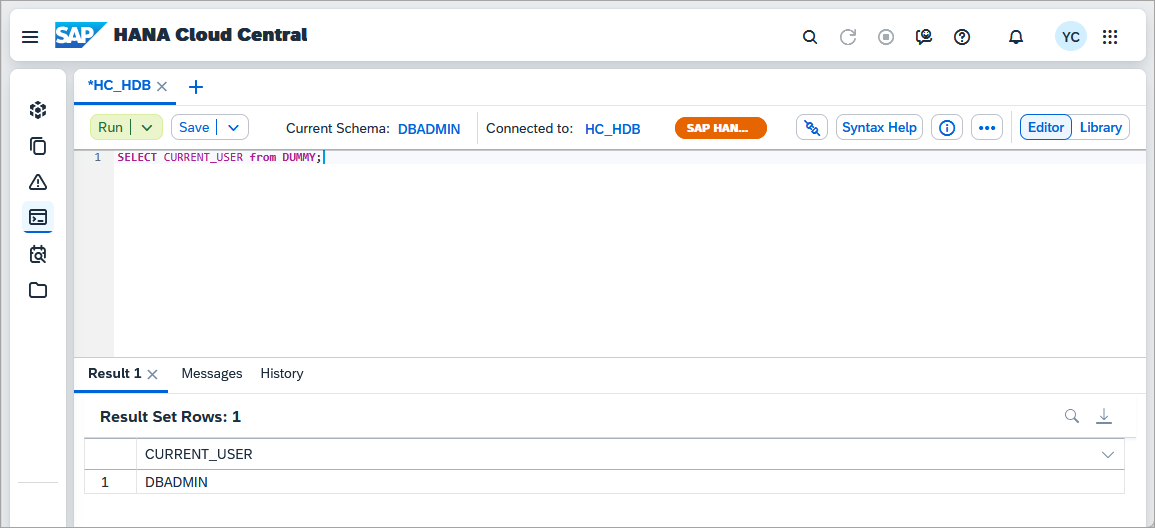 SAP HANA Cloud Central YC
*HC_HDB
Run Save Current Schema: DBADMIN Connected to: HC_HDB SAP HAN... Syntax Help Editor Library
1 SELECT CURRENT_USER from DUMMY;
Result 1 Messages History
Result Set Rows: 1
CURRENT_USER
1 DBADMIN